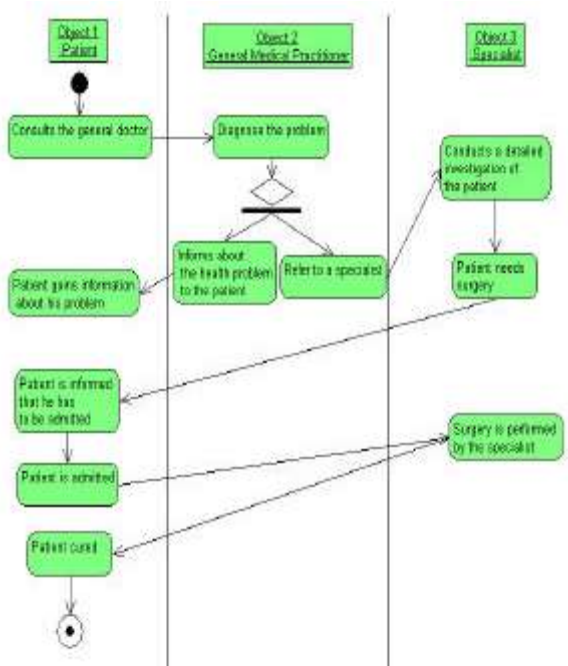 Object 1
Patient
Object 2
General Medical Practitioner
Object 3
Specialist
Consults the general doctor
Diagnose the problem
Conducts a detailed
investigation of
the patient
Informs about
the health problem
to the patient
Refer to a specialist
Patient gains information
about his problem
Patient needs
surgery
Patient is informed
that he has
to be admitted
Surgery is performed
by the specialist
Patient is admitted
Patient cured